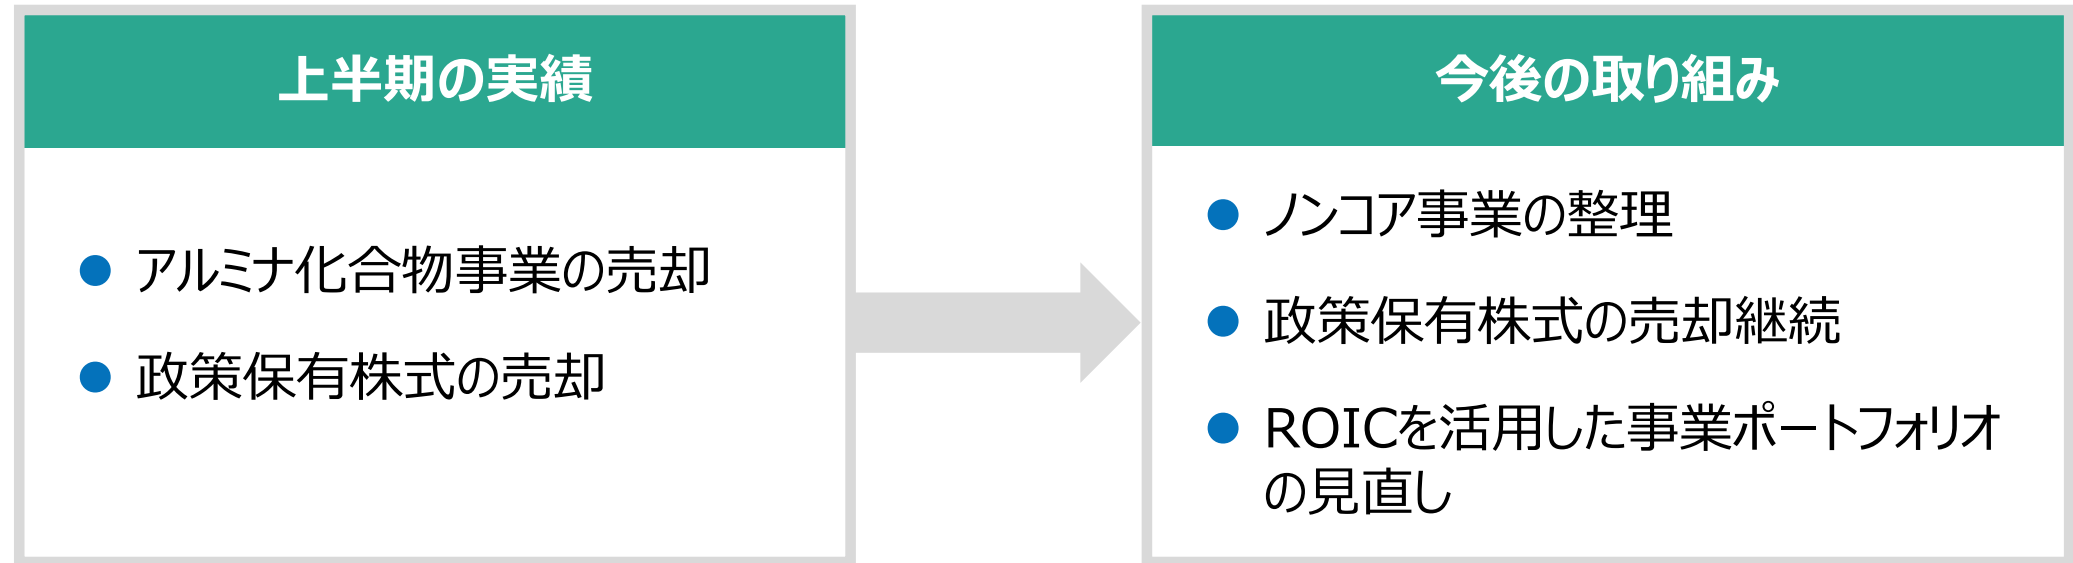 上半期の実績
アルミナ化合物事業の売却
政策保有株式の売却
今後の取り組み
ノンコア事業の整理
政策保有株式の売却継続
ROICを活用した事業ポートフォリオ
の見直し